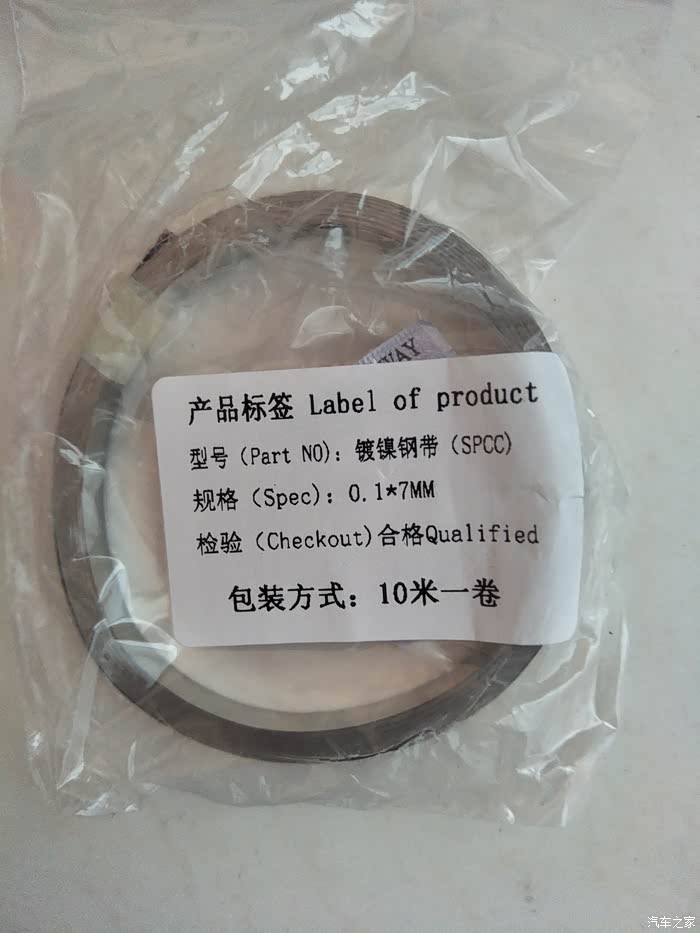 WAY
产品标签 Label of product
型号（Part NO）：镀镍钢带（SPCC）
规格（Spec）：0.1*7MM
检验（Checkout)合格Qualified
包装方式：10米一卷
汽车之家